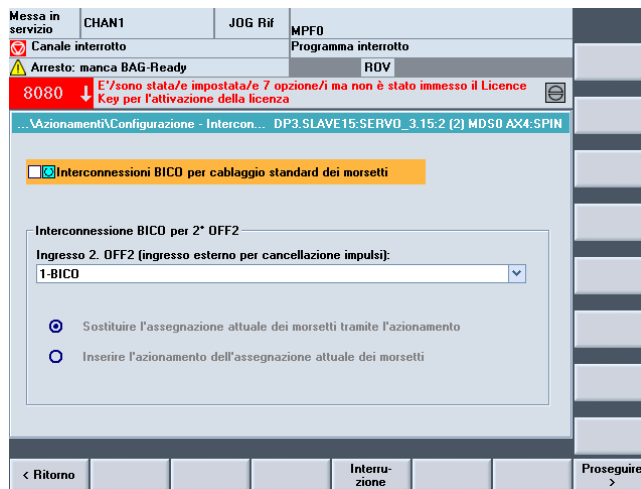 Messa in
servizio
CHAN1
JOG Rif
MPF0
Canale interrotto
Programma interrotto
Arresto: manca BAG-Ready
ROV
8080
E'/sono stata/e impostata/e 7 opzione/i ma non è stato immesso il Licence
Key per l'attivazione della licenza
...\Azionamenti\Configurazione - Intercon... DP3.SLAVE15:SERVO_3.15:2 (2) MDS0 AX4:SPIN
Interconnessioni BICO per cablaggio standard dei morsetti
Interconnessione BICO per 2° OFF2
Ingresso 2. OFF2 (ingresso esterno per cancellazione impulsi):
1-BICO
Sostituire l'assegnazione attuale dei morsetti tramite l'azionamento
Inserire l'azionamento dell'assegnazione attuale dei morsetti
< Ritorno
Interru-
zione
Proseguire
>